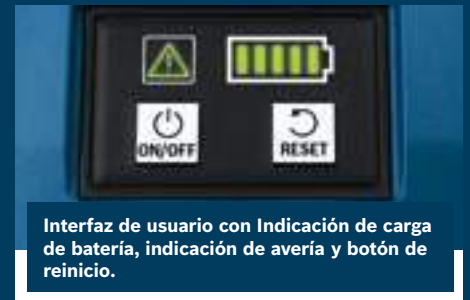 ON/OFF
RESET
Interfaz de usuario con Indicación de carga
de batería, indicación de avería y botón de
reinicio.